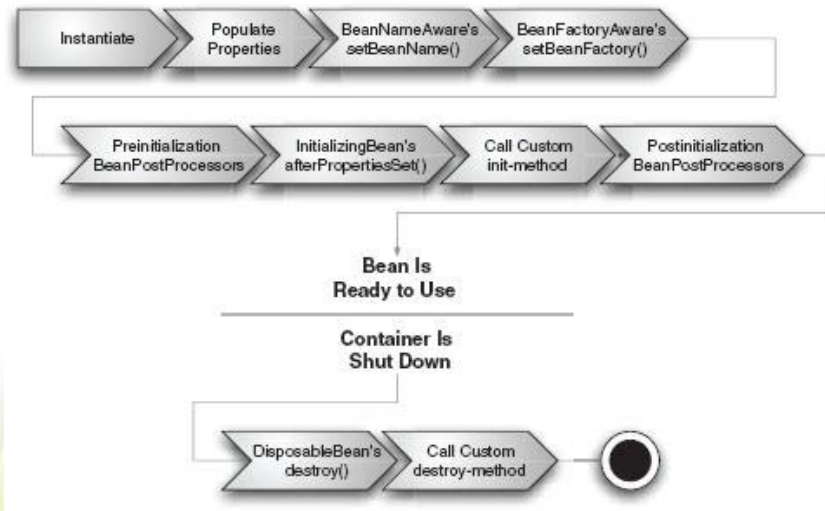 Instantiate
Populate
Properties
BeanNameAware's
setBeanName()
BeanFactoryAware's
setBeanFactory()
Preinitialization
BeanPostProcessors
InitializingBean's
afterPropertiesSet()
Call Custom
init-method
Postinitialization
BeanPostProcessors
Bean Is
Ready to Use
Container Is
Shut Down
DisposableBean's
destroy()
Call Custom
destroy-method